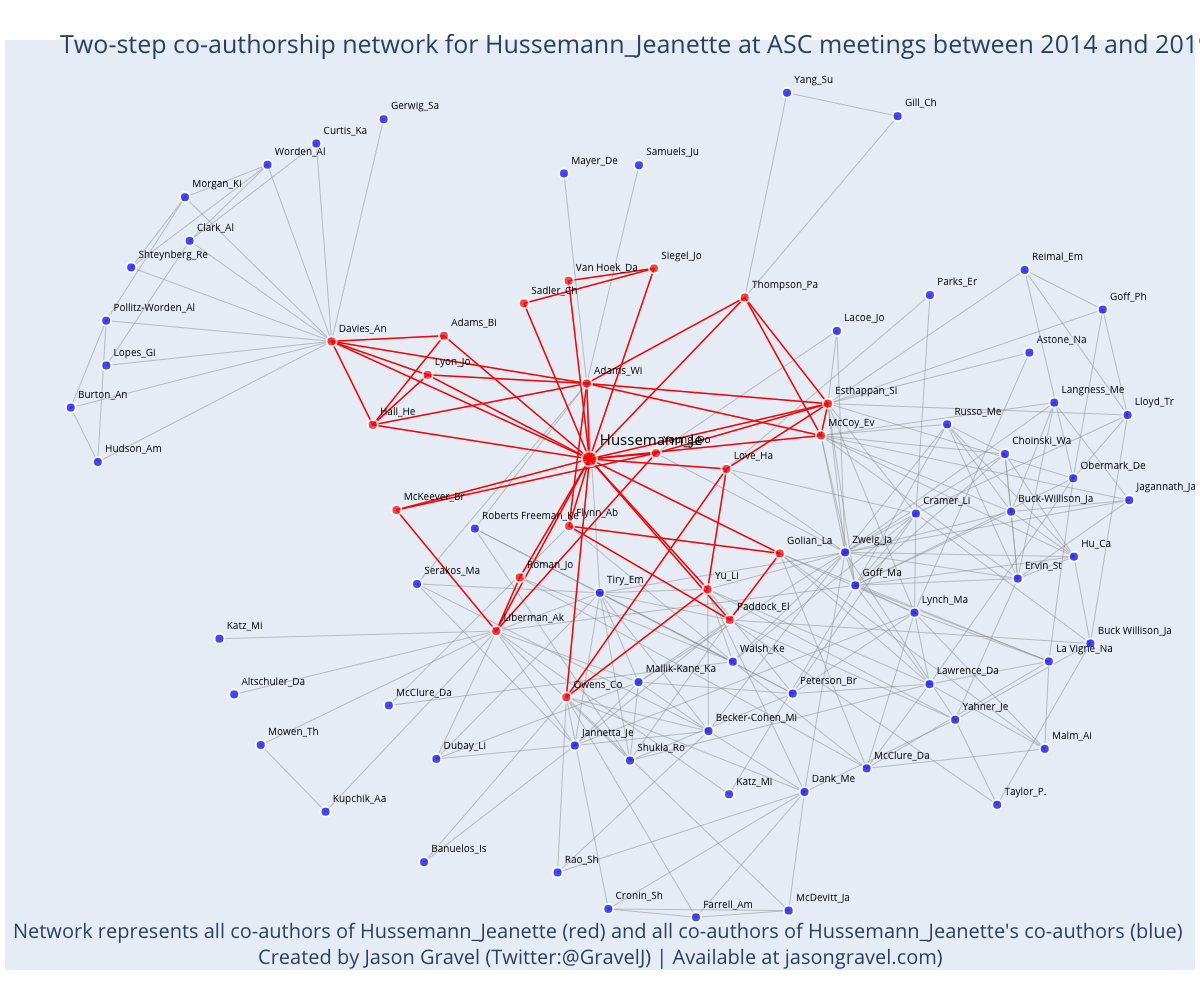 Two-step co-authorship network for Hussemann_Jeanette at ASC meetings between 2014 and 201
Yang_Su
Gill_Ch
Gerwig_Sa
Curtis_Ka
Worden_Al
Samuels_Ju
Mayer_De
Morgan_Ki
Clark_Al
Shteynberg_Re
Siegel_Jo
Van Hoek_Da
Reimal_Em
Thompson_Pa
Parks_Er
Sadler_Ch
Goff_Ph
Pollitz-Worden_Al
Lacoe_Jo
Davies_An
Adams_Bi
Astone_Na
Lopes_Gi
Lyon_Jo
Adams_Wi
Esthappan_Si
Langness_Me
Burton_An
Lloyd_Tr
Hall_He
Russo_Me
McCoy_Ev
Hussemann_Je
Choinski_Wa
Hudson_Am
Love_Ha
Obermark_De
McKeever_Br
Jagannath_Ja
Buck-Willison_Ja
Cramer_Li
Roberts Freeman_Ke
Flynn_Ab
Golian_La
Zweig_Ja
Hu_Ca
Roman_Jo
Serakos_Ma
Tiry_Em
Yu_Li
Goff_Ma
Ervin_St
Lynch_Ma
Paddock_El
Liberman_Ak
Katz_Mi
Buck Willison_Ja
Walsh_Ke
La Vigne_Na
Mallik-Kane_Ka
Lawrence_Da
Altschuler_Da
McClure_Da
Owens_Co
Peterson_Br
Yahner_Je
Becker-Cohen_Mi
Mowen_Th
Jannetta_Je
Malm_Ai
Dubay_Li
Shukla_Ro
McClure_Da
Katz_Mi
Dank_Me
Taylor_P.
Kupchik_Aa
Banuelos_Is
Rao_Sh
Cronin_Sh
Farrell_Am
McDevitt_Ja
Network represents all co-authors of Hussemann_Jeanette (red) and all co-authors of Hussemann_Jeanette's co-authors (blue)
Created by Jason Gravel (Twitter:@GravelJ) | Available at jasongravel.com)